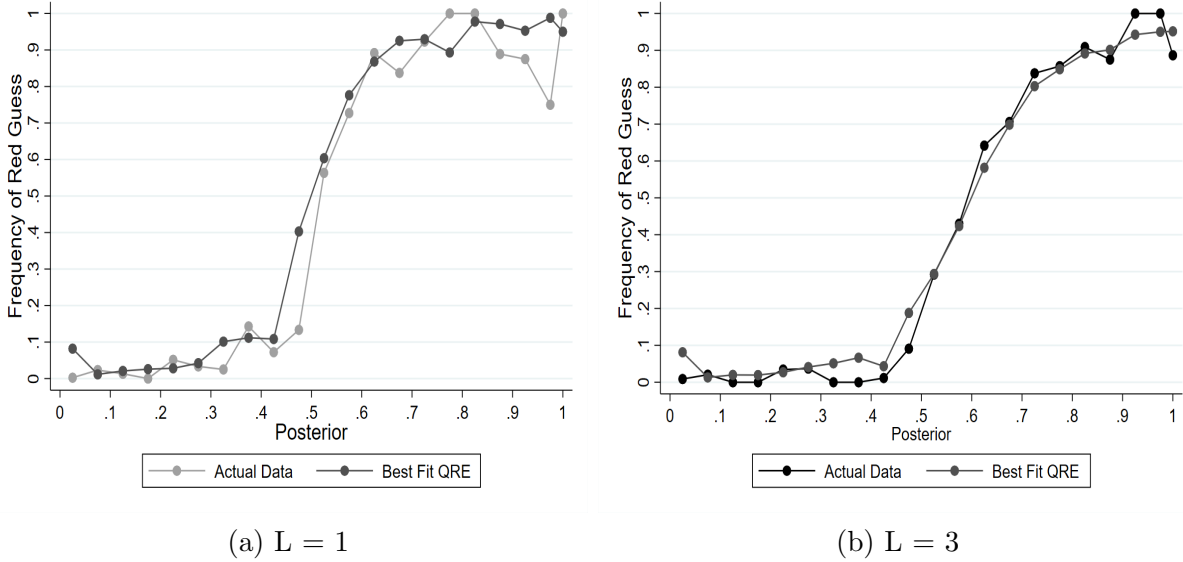 Frequency of Red Guess
1
.9
.8
.7
.6
.5
.4
.3
.2
.1
0
0 .1 .2 .3 .4 .5 .6 .7 .8 .9 1
Posterior
Actual Data Best Fit QRE
(a) L = 1
Frequency of Red Guess
1
.9
.8
.7
.6
.5
.4
.3
.2
.1
0
0 .1 .2 .3 .4 .5 .6 .7 .8 .9 1
Posterior
Actual Data Best Fit QRE
(b) L = 3